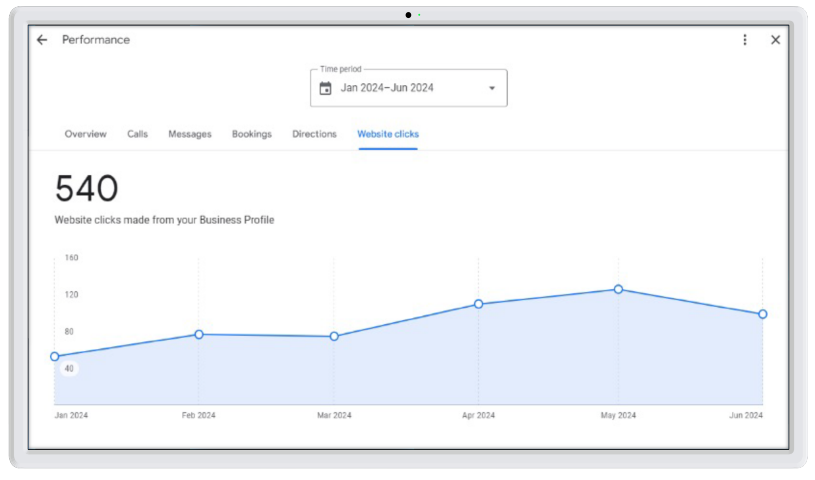 Performance
Time period
Jan 2024–Jun 2024
Overview Calls Messages Bookings Directions Website clicks
540
Website clicks made from your Business Profile
160
120
80
40
Jan 2024 Feb 2024 Mar 2024 Apr 2024 May 2024 Jun 2024